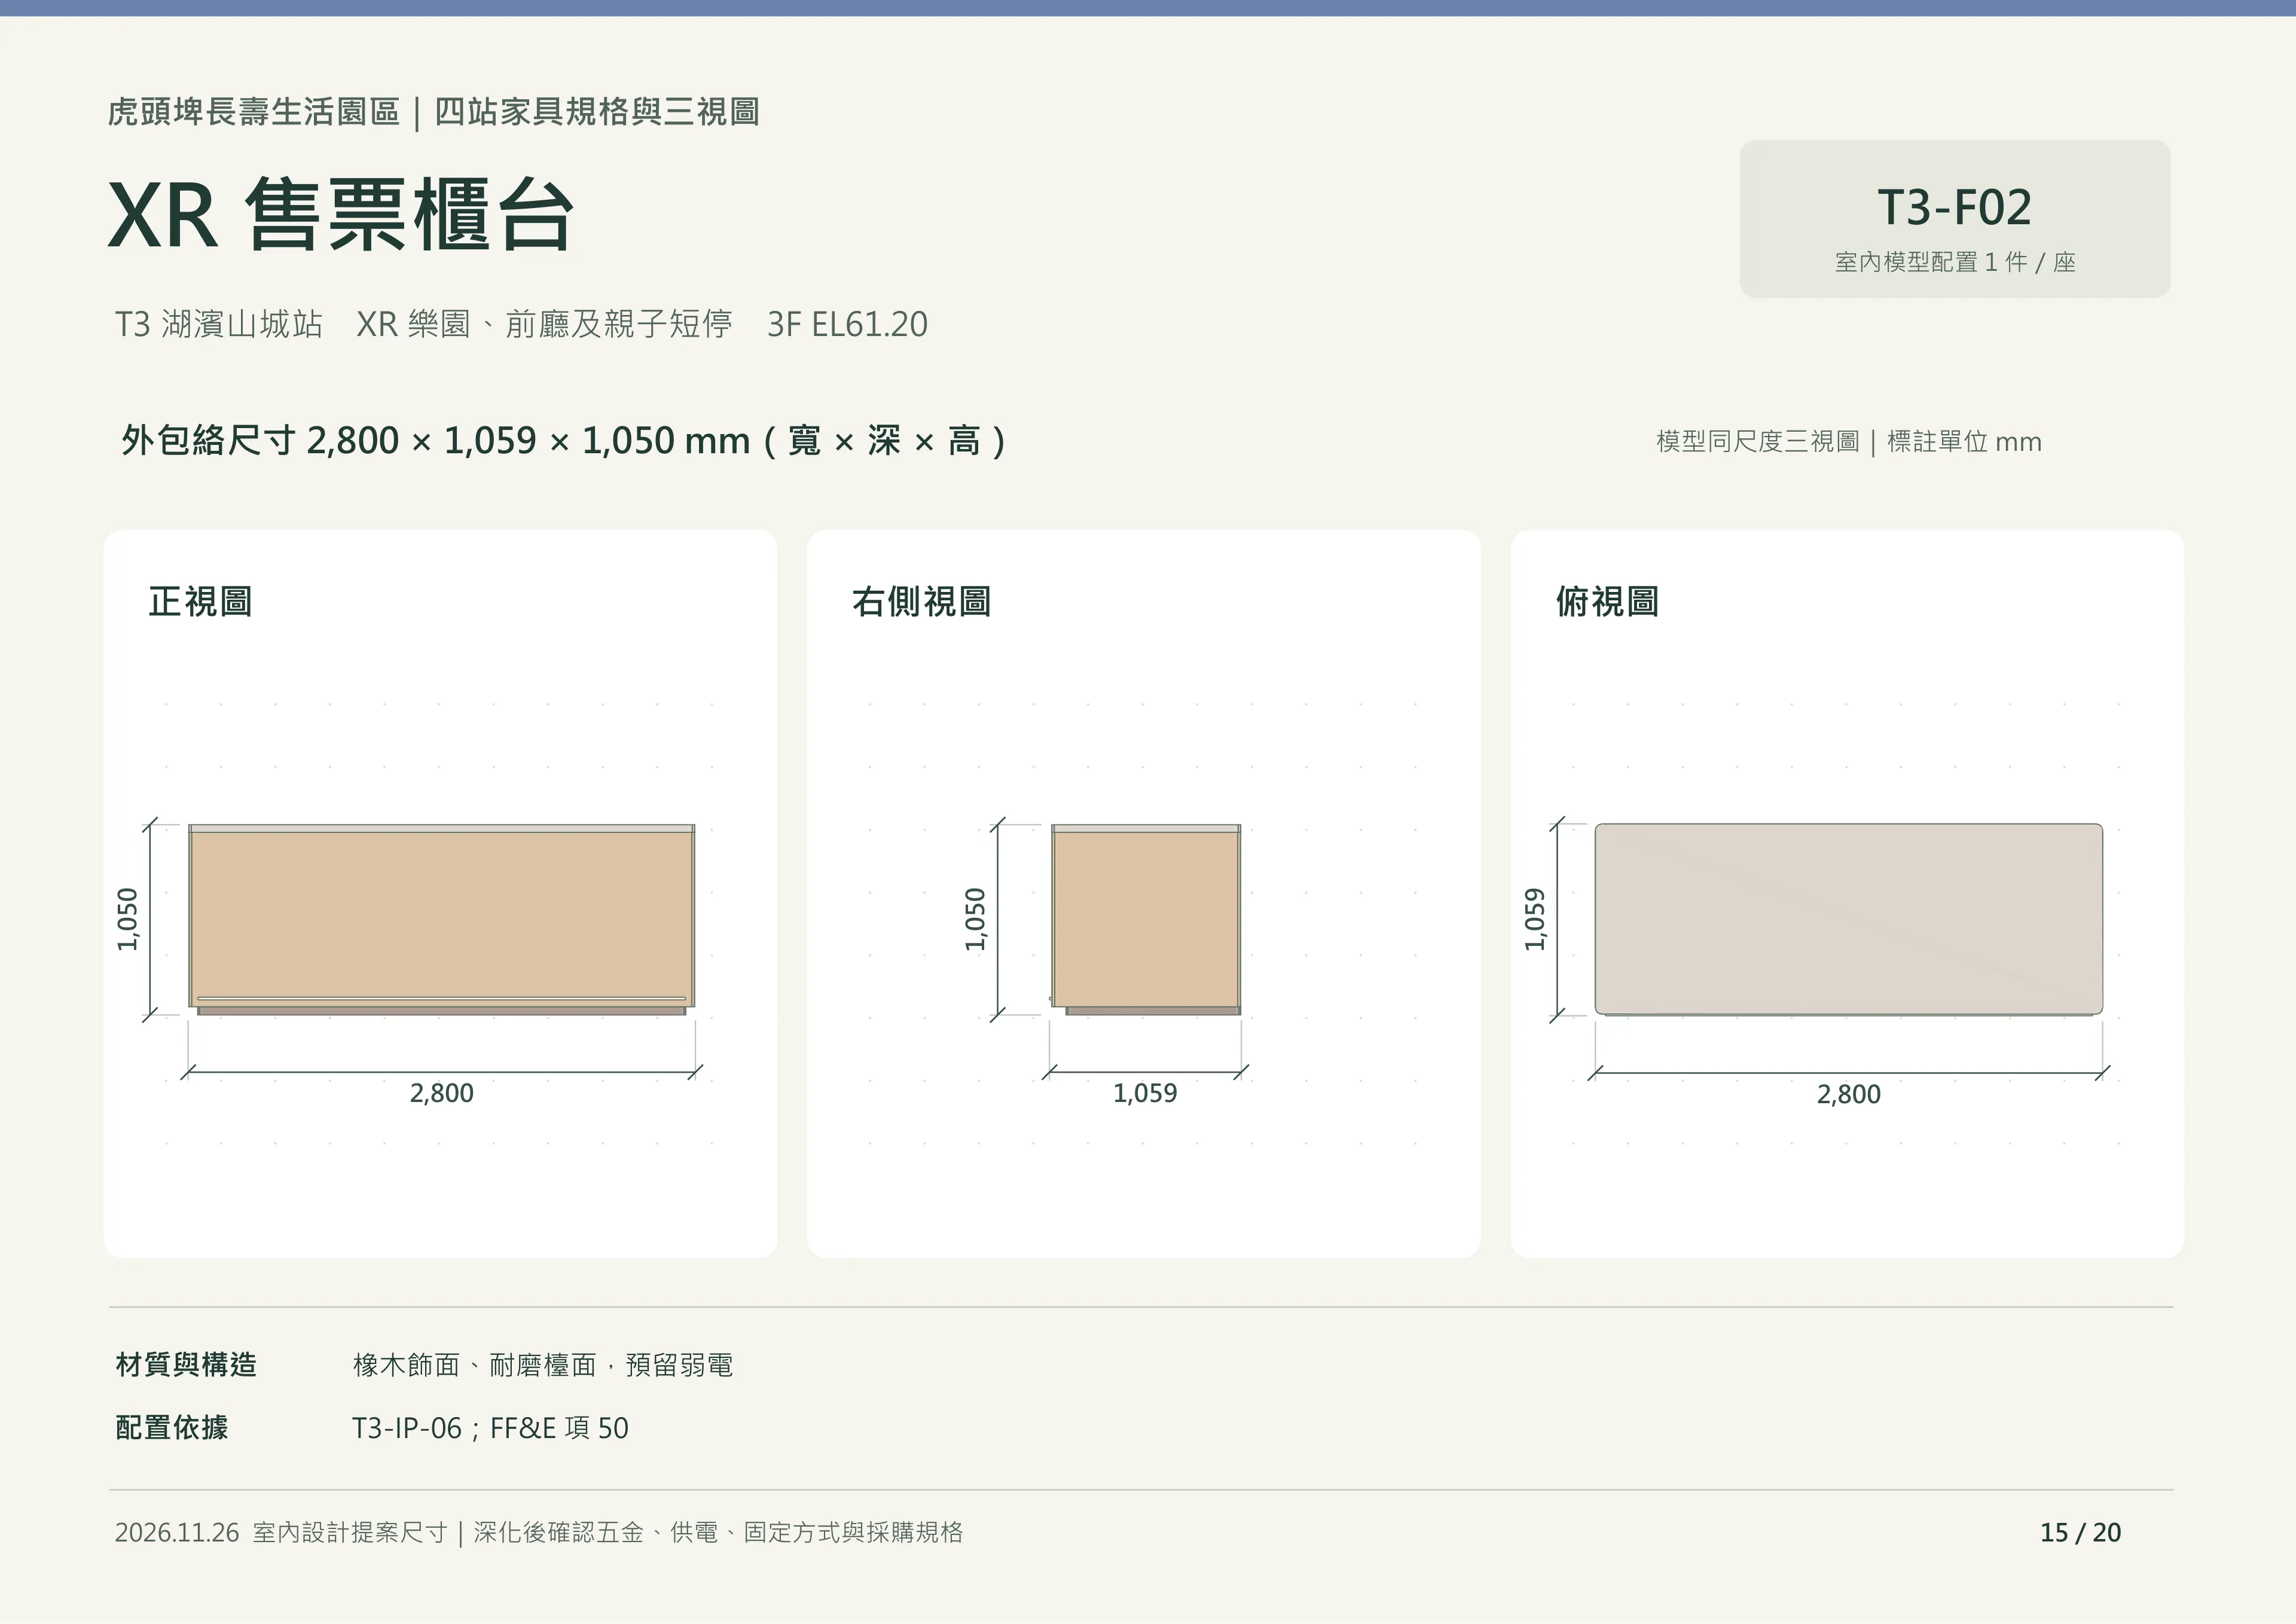 虎頭埤長壽生活園區｜四站家具規格與三視圖
XR 售票櫃台
T3-F02
室內模型配置 1 件 / 座
T3 湖濱山城站　XR 樂園、前廳及親子短停　3F EL61.20
外包絡尺寸 2,800 × 1,059 × 1,050 mm（寬 × 深 × 高）
模型同尺度三視圖｜標註單位 mm
正視圖
1,050
2,800
右側視圖
1,050
1,059
俯視圖
1,059
2,800
材質與構造　橡木飾面、耐磨檯面，預留弱電
配置依據　T3-IP-06；FF&E 項 50
2026.11.26 室內設計提案尺寸｜深化後確認五金、供電、固定方式與採購規格
15 / 20